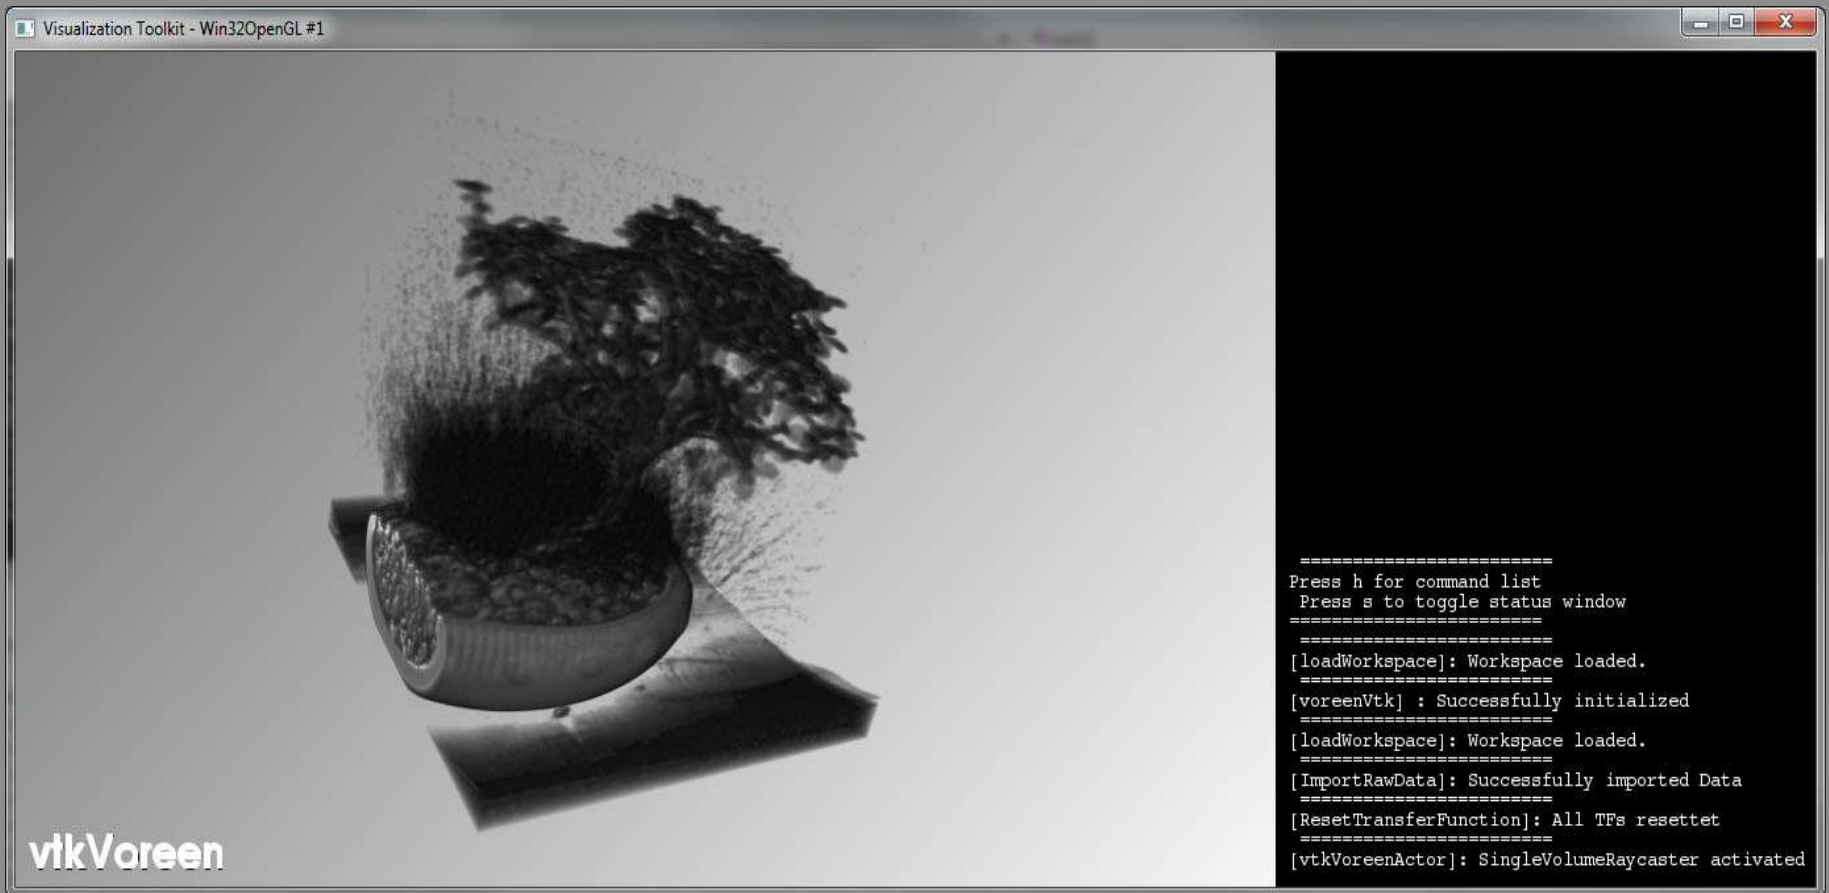 Visualization Toolkit - Win32OpenGL #1
========================
Press h for command list
Press s to toggle status window
========================
========================
[loadWorkspace]: Workspace loaded.
========================
[voreenVtk] : Successfully initialized
========================
[loadWorkspace]: Workspace loaded.
========================
[ImportRawData]: Successfully imported Data
========================
[ResetTransferFunction]: All TFs resettet
========================
[vtkVoreenActor]: SingleVolumeRaycaster activated
vtkVoreen